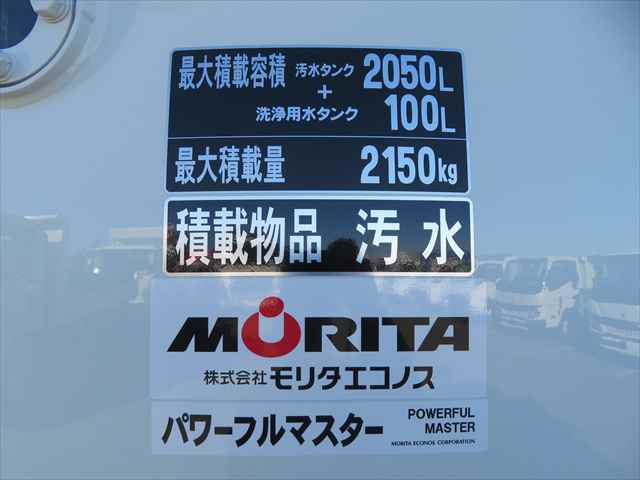 最大積載容積 汚水タンク 2050L
+
洗浄用水タンク 100L
最大積載量 2150kg
積載物品 汚水
MORITA
株式会社 モリタエコノス
パワーフルマスター POWERFUL MASTER
MORITA ECONOS CORPORATION